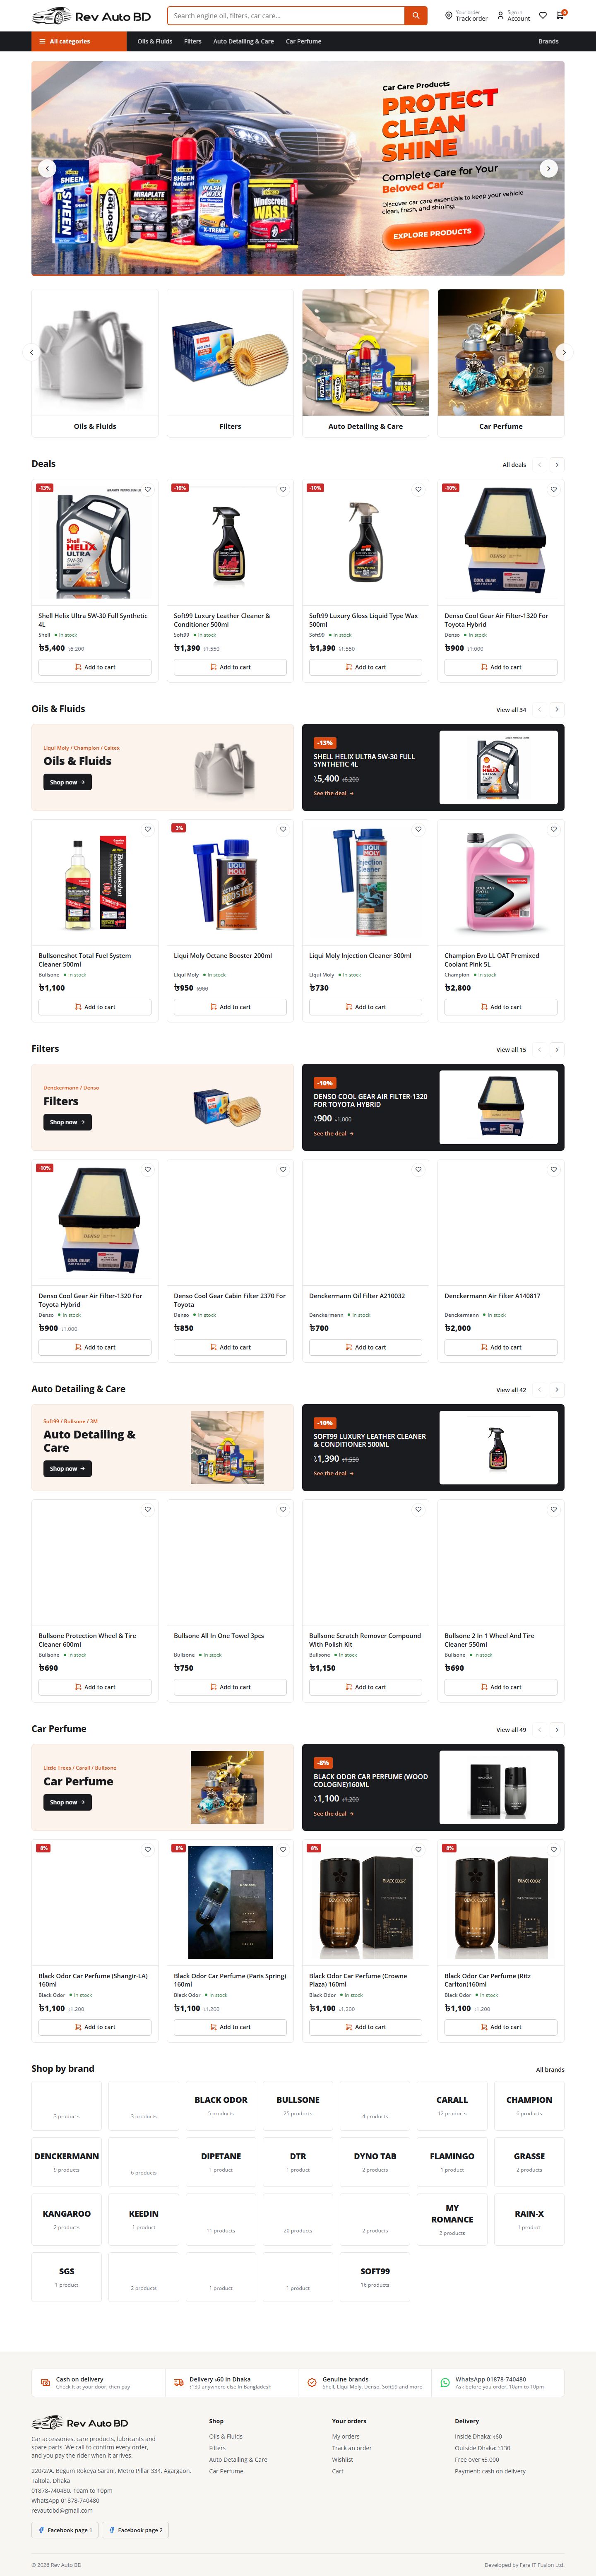 Rev Auto BD
Search engine oil, filters, car care...
Your order
Track order
Sign in
Account
0
All categories
Oils & Fluids
Filters
Auto Detailing & Care
Car Perfume
Brands
Car Care Products
PROTECT
CLEAN
SHINE
Complete Care for Your
Beloved Car
Discover car care essentials to keep your vehicle
clean, fresh, and shining.
EXPLORE PRODUCTS
Oils & Fluids
Filters
Auto Detailing & Care
Car Perfume
Deals
All deals
-13%
-10%
-10%
-10%
Shell Helix Ultra 5W-30 Full Synthetic
4L
Shell
In stock
৳5,400 ৳6,200
Add to cart
Soft99 Luxury Leather Cleaner &
Conditioner 500ml
Soft99
In stock
৳1,390 ৳1,550
Add to cart
Soft99 Luxury Gloss Liquid Type Wax
500ml
Soft99
In stock
৳1,390 ৳1,550
Add to cart
Denso Cool Gear Air Filter-1320 For
Toyota Hybrid
Denso
In stock
৳900 ৳1,000
Add to cart
Oils & Fluids
View all 34
Liqui Moly / Champion / Caltex
Oils & Fluids
Shop now →
-13%
SHELL HELIX ULTRA 5W-30 FULL
SYNTHETIC 4L
৳5,400 ৳6,200
See the deal →
-3%
Bullsoneshot Total Fuel System
Cleaner 500ml
Bullsone
In stock
৳1,100
Add to cart
Liqui Moly Octane Booster 200ml
Liqui Moly
In stock
৳950 ৳980
Add to cart
Liqui Moly Injection Cleaner 300ml
Liqui Moly
In stock
৳730
Add to cart
Champion Evo LL OAT Premixed
Coolant Pink 5L
Champion
In stock
৳2,800
Add to cart
Filters
View all 15
Denckermann / Denso
Filters
Shop now →
-10%
DENSO COOL GEAR AIR FILTER-1320
FOR TOYOTA HYBRID
৳900 ৳1,000
See the deal →
-10%
Denso Cool Gear Air Filter-1320 For
Toyota Hybrid
Denso
In stock
৳900 ৳1,000
Add to cart
Denso Cool Gear Cabin Filter 2370 For
Toyota
Denso
In stock
৳850
Add to cart
Denckermann Oil Filter A210032
Denckermann
In stock
৳700
Add to cart
Denckermann Air Filter A140817
Denckermann
In stock
৳2,000
Add to cart
Auto Detailing & Care
View all 42
Soft99 / Bullsone / 3M
Auto Detailing &
Care
Shop now →
-10%
SOFT99 LUXURY LEATHER CLEANER
& CONDITIONER 500ML
৳1,390 ৳1,550
See the deal →
Bullsone Protection Wheel & Tire
Cleaner 600ml
Bullsone
In stock
৳690
Add to cart
Bullsone All In One Towel 3pcs
Bullsone
In stock
৳750
Add to cart
Bullsone Scratch Remover Compound
With Polish Kit
Bullsone
In stock
৳1,150
Add to cart
Bullsone 2 In 1 Wheel And Tire
Cleaner 550ml
Bullsone
In stock
৳690
Add to cart
Car Perfume
View all 49
Little Trees / Carall / Bullsone
Car Perfume
Shop now →
-8%
BLACK ODOR CAR PERFUME (WOOD
COLOGNE)160ML
৳1,100 ৳1,200
See the deal →
-8%
-8%
-8%
-8%
Black Odor Car Perfume (Shangir-LA)
160ml
Black Odor
In stock
৳1,100 ৳1,200
Add to cart
Black Odor Car Perfume (Paris Spring)
160ml
Black Odor
In stock
৳1,100 ৳1,200
Add to cart
Black Odor Car Perfume (Crowne
Plaza) 160ml
Black Odor
In stock
৳1,100 ৳1,200
Add to cart
Black Odor Car Perfume (Ritz
Carlton)160ml
Black Odor
In stock
৳1,100 ৳1,200
Add to cart
Shop by brand
All brands
3 products
3 products
BLACK ODOR
5 products
BULLSONE
25 products
4 products
CARALL
12 products
CHAMPION
6 products
DENCKERMANN
9 products
6 products
DIPETANE
1 product
DTR
1 product
DYNO TAB
2 products
FLAMINGO
1 product
GRASSE
2 products
KANGAROO
2 products
KEEDIN
1 product
11 products
20 products
2 products
MY
ROMANCE
2 products
RAIN-X
1 product
SGS
1 product
2 products
1 product
1 product
SOFT99
16 products
Cash on delivery
Check it at your door, then pay
Delivery ৳60 in Dhaka
৳130 anywhere else in Bangladesh
Genuine brands
Shell, Liqui Moly, Denso, Soft99 and more
WhatsApp 01878-740480
Ask before you order, 10am to 10pm
Rev Auto BD
Car accessories, care products, lubricants and
spare parts. We call to confirm every order,
and you pay the rider when it arrives.
220/2/A, Begum Rokeya Sarani, Metro Pillar 334, Agargaon,
Taltola, Dhaka
01878-740480, 10am to 10pm
WhatsApp 01878-740480
revautobd@gmail.com
Facebook page 1
Facebook page 2
Shop
Oils & Fluids
Filters
Auto Detailing & Care
Car Perfume
Your orders
My orders
Track an order
Wishlist
Cart
Delivery
Inside Dhaka: ৳60
Outside Dhaka: ৳130
Free over ৳5,000
Payment: cash on delivery
© 2026 Rev Auto BD
Developed by Fara IT Fusion Ltd.